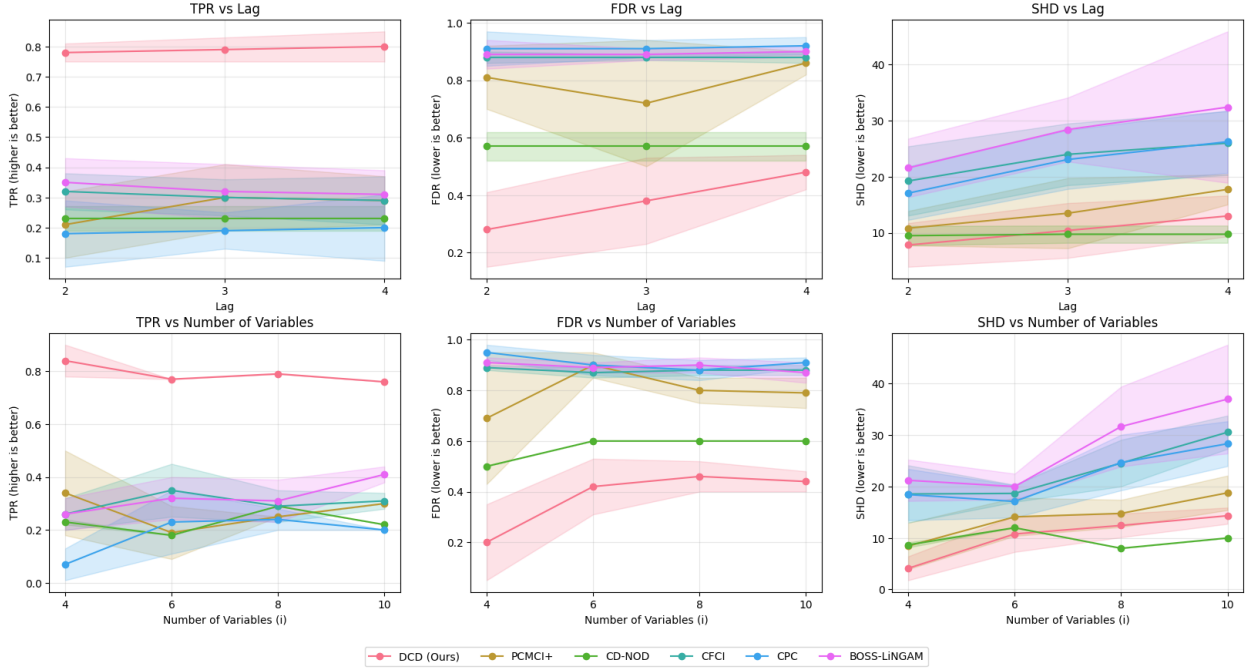 TPR vs Lag
TPR (higher is better)
0.8
0.7
0.6
0.5
0.4
0.3
0.2
0.1
2
3
4
Lag
FDR vs Lag
FDR (lower is better)
1.0
0.8
0.6
0.4
0.2
2
3
4
Lag
SHD vs Lag
SHD (lower is better)
40
30
20
10
2
3
4
Lag
TPR vs Number of Variables
TPR (higher is better)
0.8
0.6
0.4
0.2
0.0
4
6
8
10
Number of Variables (i)
FDR vs Number of Variables
FDR (lower is better)
1.0
0.8
0.6
0.4
0.2
4
6
8
10
Number of Variables (i)
SHD vs Number of Variables
SHD (lower is better)
40
30
20
10
0
4
6
8
10
Number of Variables (i)
DCD (Ours) PCMCI+ CD-NOD CFCI CPC BOSS-LiNGAM